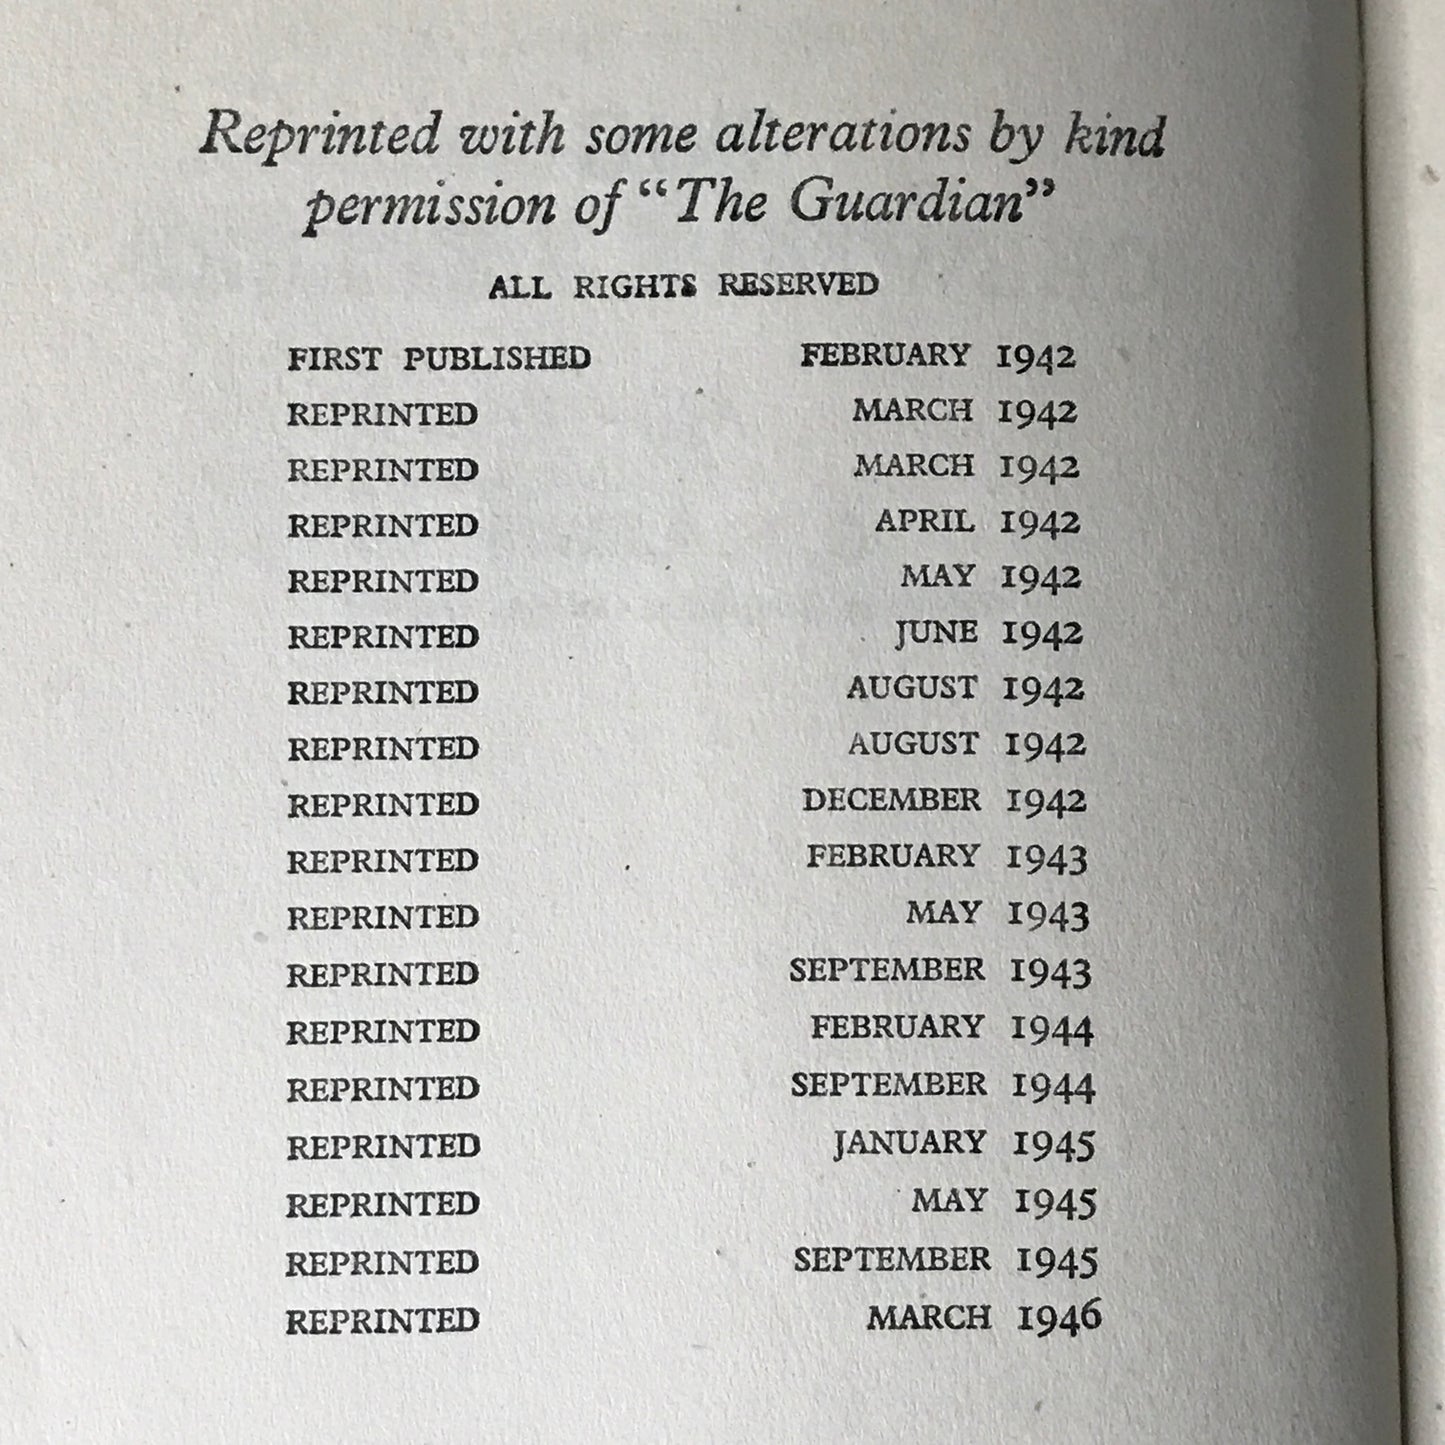 Reprinted with some alterations by kind
permission of “The Guardian”
ALL RIGHTS RESERVED
FIRST PUBLISHED FEBRUARY 1942
REPRINTED MARCH 1942
REPRINTED MARCH 1942
REPRINTED APRIL 1942
REPRINTED MAY 1942
REPRINTED JUNE 1942
REPRINTED AUGUST 1942
REPRINTED AUGUST 1942
REPRINTED DECEMBER 1942
REPRINTED FEBRUARY 1943
REPRINTED MAY 1943
REPRINTED SEPTEMBER 1943
REPRINTED FEBRUARY 1944
REPRINTED SEPTEMBER 1944
REPRINTED JANUARY 1945
REPRINTED MAY 1945
REPRINTED SEPTEMBER 1945
REPRINTED MARCH 1946